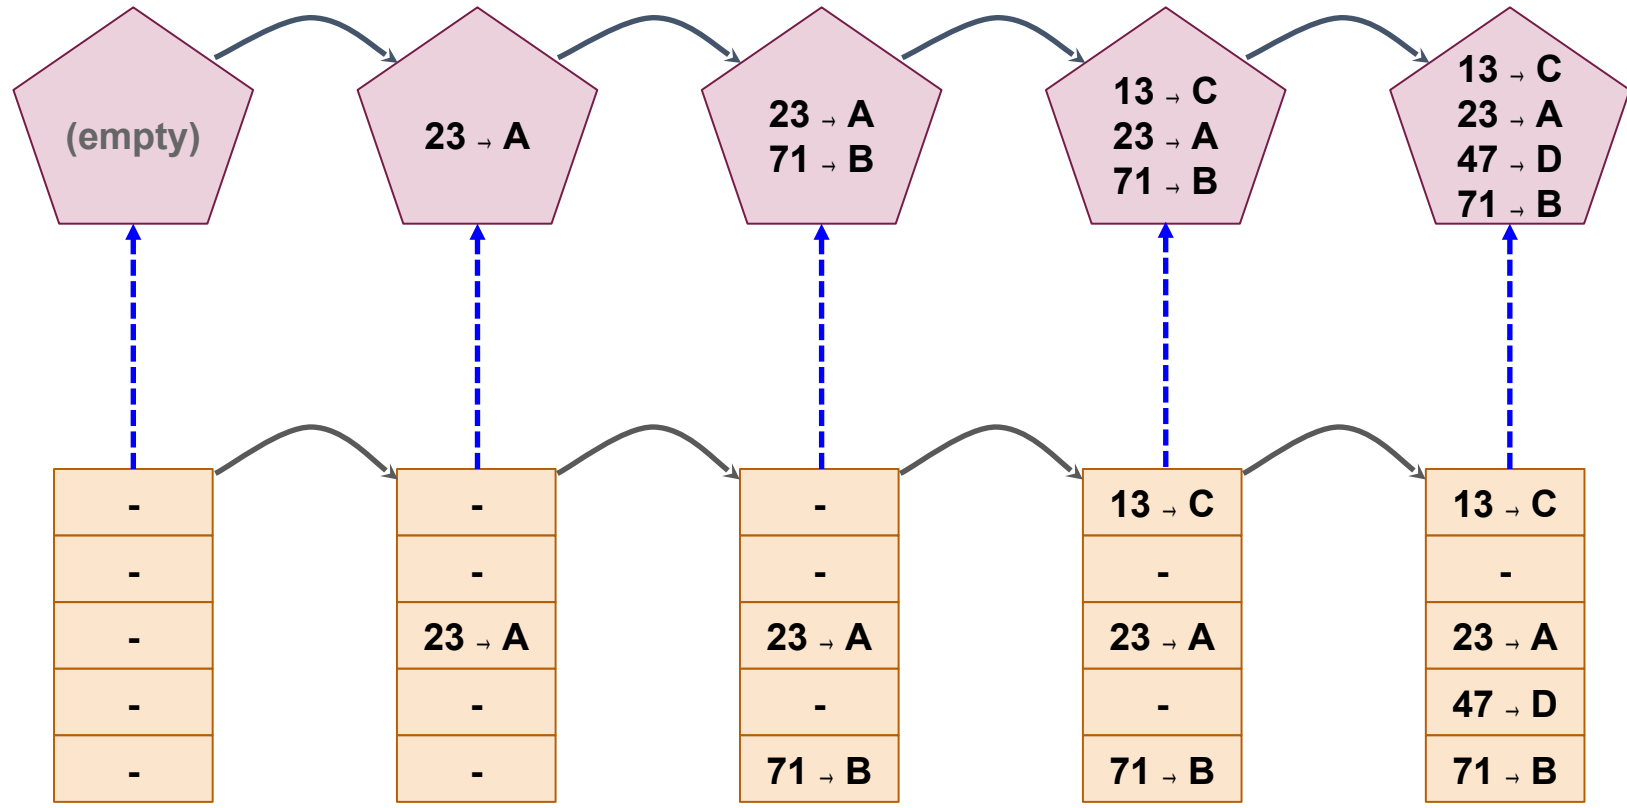 (empty)
23 → A
23 → A
71 → B
13 → C
23 → A
71 → B
13 → C
23 → A
47 → D
71 → B
-
-
-
-
-
-
-
23 → A
-
-
-
-
23 → A
-
71 → B
13 → C
-
23 → A
-
71 → B
13 → C
-
23 → A
47 → D
71 → B